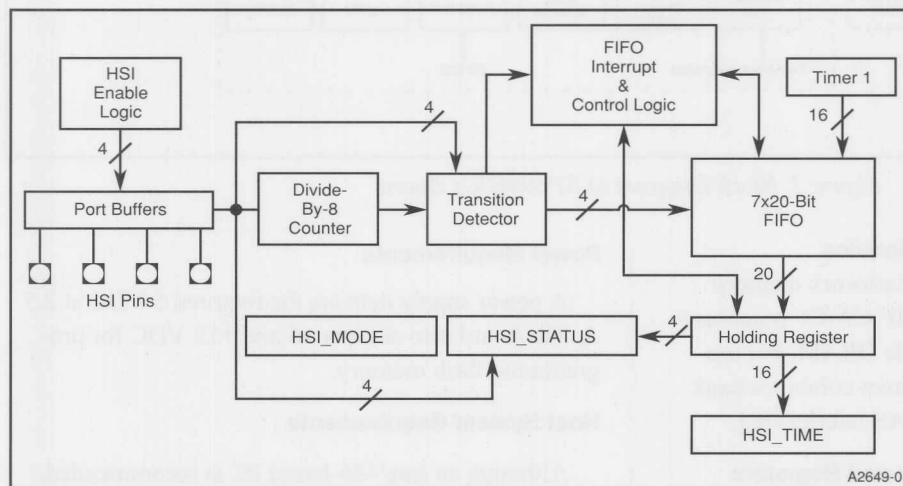 HSI
Enable
Logic
4
Port Buffers
HSI Pins
Divide-
By-8
Counter
4
Transition
Detector
4
FIFO
Interrupt
&
Control Logic
Timer 1
16
7x20-Bit
FIFO
20
HSI_MODE
HSI_STATUS
4
4
Holding Register
16
HSI_TIME
A2649-0